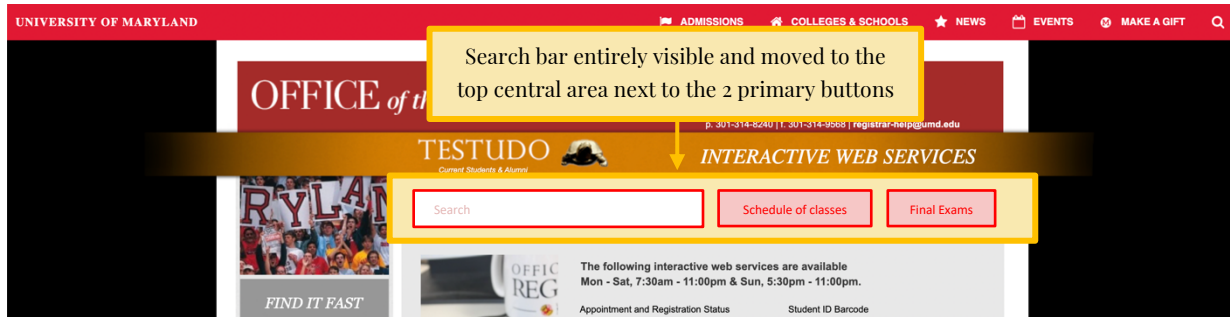 UNIVERSITY OF MARYLAND
ADMISSIONS COLLEGES & SCHOOLS NEWS EVENTS MAKE A GIFT
Search bar entirely visible and moved to the
top central area next to the 2 primary buttons
OFFICE of
p. 301-314-8240 | f. 301-314-9568 | registrar-help@umd.edu
TESTUDO
Current Students & Alumni
INTERACTIVE WEB SERVICES
RYLAN
Search
Schedule of classes
Final Exams
OFFIC
REG
The following interactive web services are available
Mon - Sat, 7:30am - 11:00pm & Sun, 5:30pm - 11:00pm.
FIND IT FAST
Appointment and Registration Status
Student ID Barcode